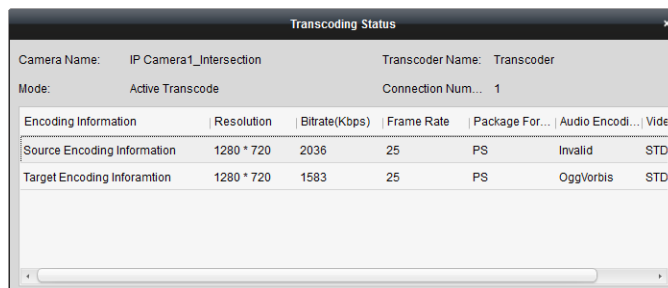 Transcoding Status
Camera Name: IP Camera1_Intersection Transcoder Name: Transcoder
Mode: Active Transcode Connection Num... 1
Encoding Information Resolution Bitrate(Kbps) Frame Rate Package For... Audio Encodi... Vide
Source Encoding Information 1280 * 720 2036 25 PS Invalid STD
Target Encoding Inforamtion 1280 * 720 1583 25 PS OggVorbis STD